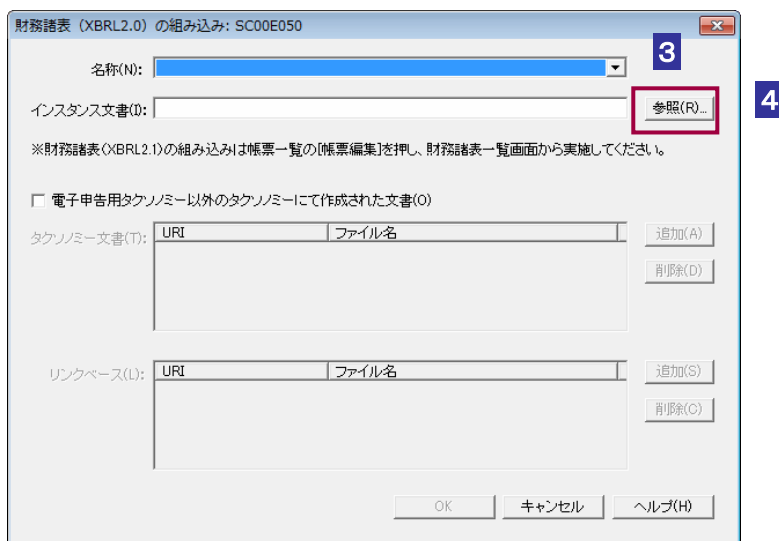 財務諸表（XBRL2.0）の組み込み: SC00E050
3
名称(N):
インスタンス文書(I):
参照(R)...
4
※財務諸表(XBRL2.1)の組み込みは帳票一覧の[帳票編集]を押し、財務諸表一覧画面から実施してください。
電子申告用タクソノミー以外のタクソノミーにて作成された文書(O)
タクソノミー文書(T):
URI ファイル名
追加(A)
削除(D)
リンクベース(L):
URI ファイル名
追加(S)
削除(C)
OK キャンセル ヘルプ(H)